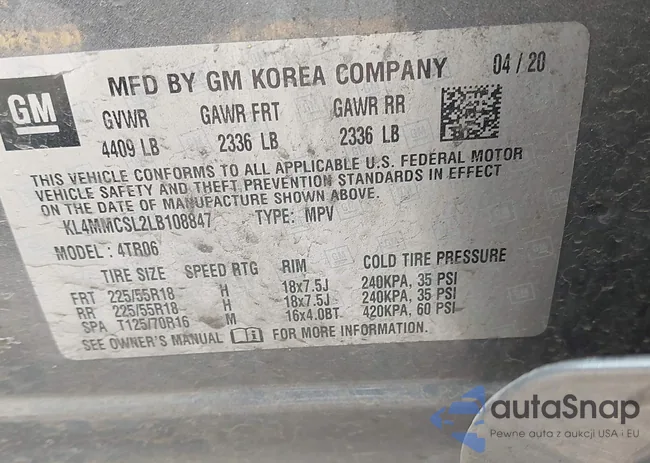 GM
MFD BY GM KOREA COMPANY 04 / 20
GVWR GAWR FRT GAWR RR
4409 LB 2336 LB 2336 LB
THIS VEHICLE CONFORMS TO ALL APPLICABLE U.S. FEDERAL MOTOR
VEHICLE SAFETY AND THEFT PREVENTION STANDARDS IN EFFECT
ON THE DATE OF MANUFACTURE SHOWN ABOVE.
KL4MMCSL2LB108847 TYPE: MPV
MODEL: 4TR06
TIRE SIZE SPEED RTG RIM COLD TIRE PRESSURE
FRT 225/55R18 H 18x7.5J 240KPA, 35 PSI
RR 225/55R18 H 18x7.5J 240KPA, 35 PSI
SPA T125/70R16 M 16x4.0BT 420KPA, 60 PSI
SEE OWNER'S MANUAL FOR MORE INFORMATION.
autaSnap
Pewne auta z aukcji USA i EU